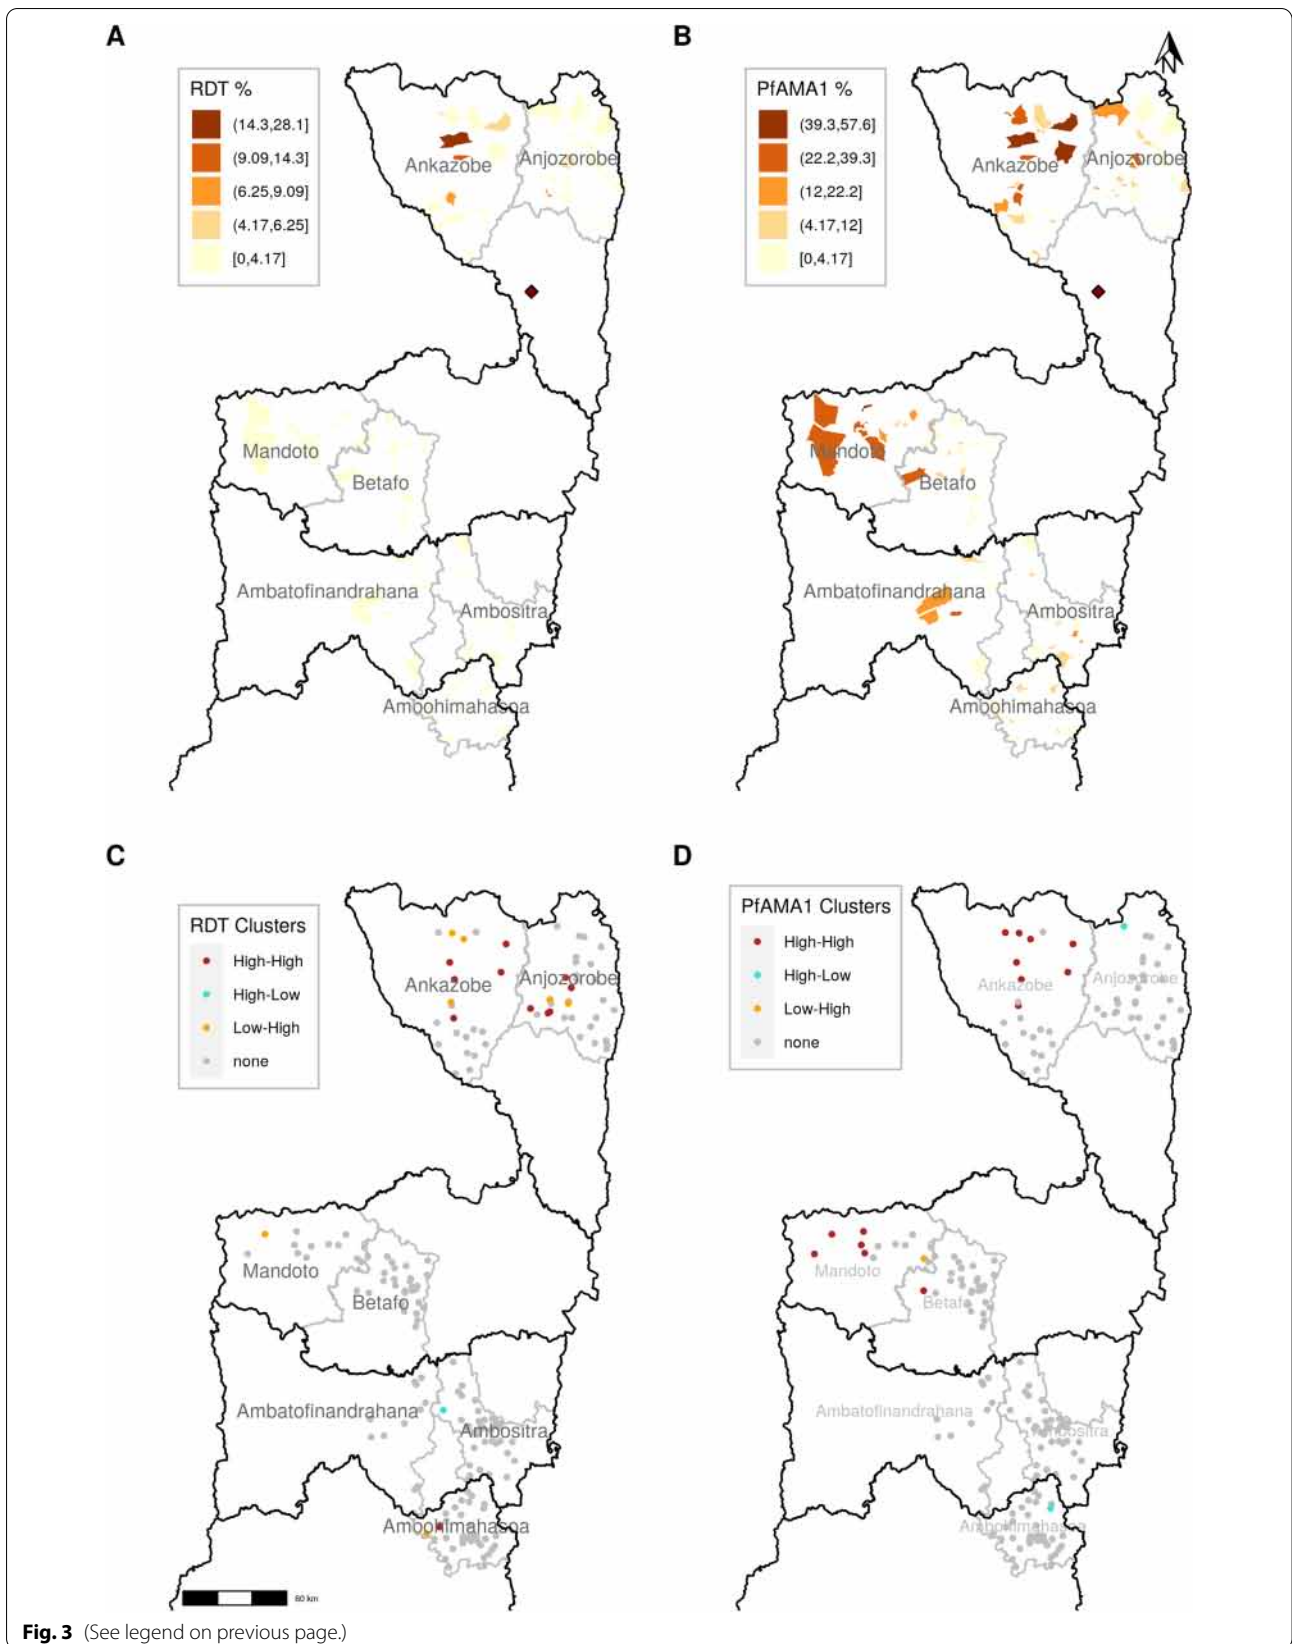 A
B
RDT %
(14.3,28.1]
(9.09,14.3]
(6.25,9.09]
(4.17,6.25]
[0,4.17]
Ankazobe
Anjozorobe
Mandoto
Betafo
Ambatofinandrahana
Ambositra
Ambohimahasoa
PfAMA1 %
(39.3,57.6]
(22.2,39.3]
(12,22.2]
(4.17,12]
[0,4.17]
Ankazobe
Anjozorobe
Mandoto
Betafo
Ambatofinandrahana
Ambositra
Ambohimahasoa
C
D
RDT Clusters
High-High
High-Low
Low-High
none
Ankazobe
Anjozorobe
Mandoto
Betafo
Ambatofinandrahana
Ambositra
Ambohimahasoa
60 km
PfAMA1 Clusters
High-High
High-Low
Low-High
none
Ankazobe
Anjozorobe
Mandoto
Betafo
Ambatofinandrahana
Ambositra
Ambohimahasoa
Fig. 3 (See legend on previous page.)